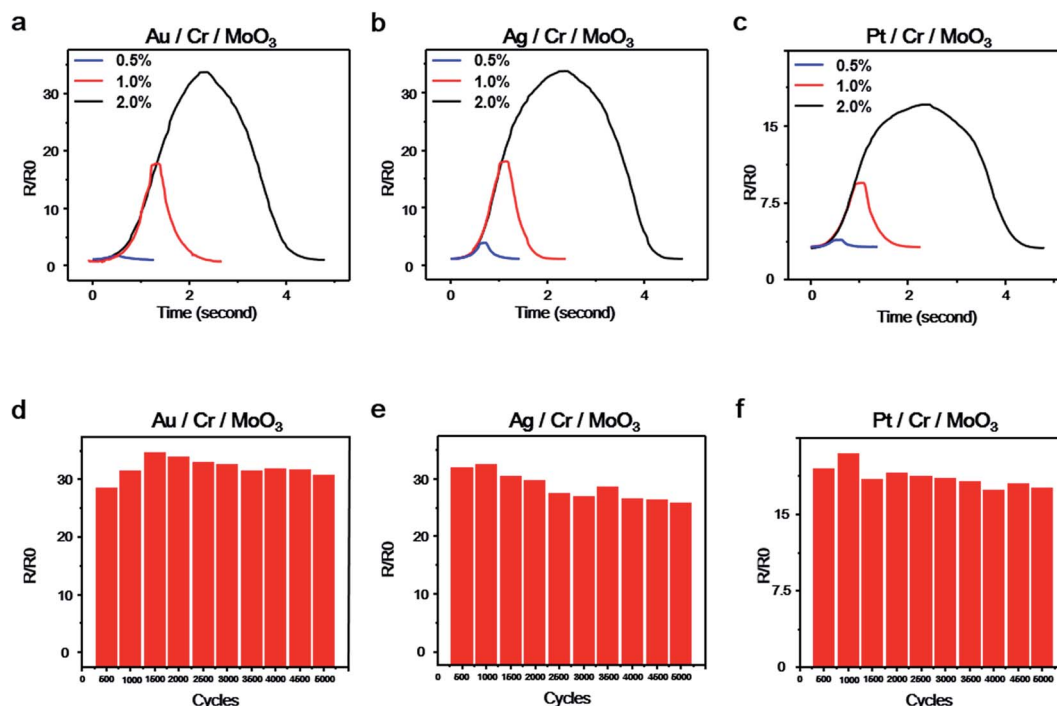 a
Au / Cr / MoO₃
0.5%
1.0%
2.0%
30
20
10
0
R/R0
0 2 4
Time (second)
b
Ag / Cr / MoO₃
0.5%
1.0%
2.0%
30
20
10
0
R/R0
0 2 4
Time (second)
c
Pt / Cr / MoO₃
0.5%
1.0%
2.0%
15
7.5
0
R/R0
0 2 4
Time (second)
d
Au / Cr / MoO₃
30
20
10
0
R/R0
0 500 1000 1500 2000 2500 3000 3500 4000 4500 5000
Cycles
e
Ag / Cr / MoO₃
30
20
10
0
R/R0
0 500 1000 1500 2000 2500 3000 3500 4000 4500 5000
Cycles
f
Pt / Cr / MoO₃
15
7.5
0
R/R0
0 500 1000 1500 2000 2500 3000 3500 4000 4500 5000
Cycles